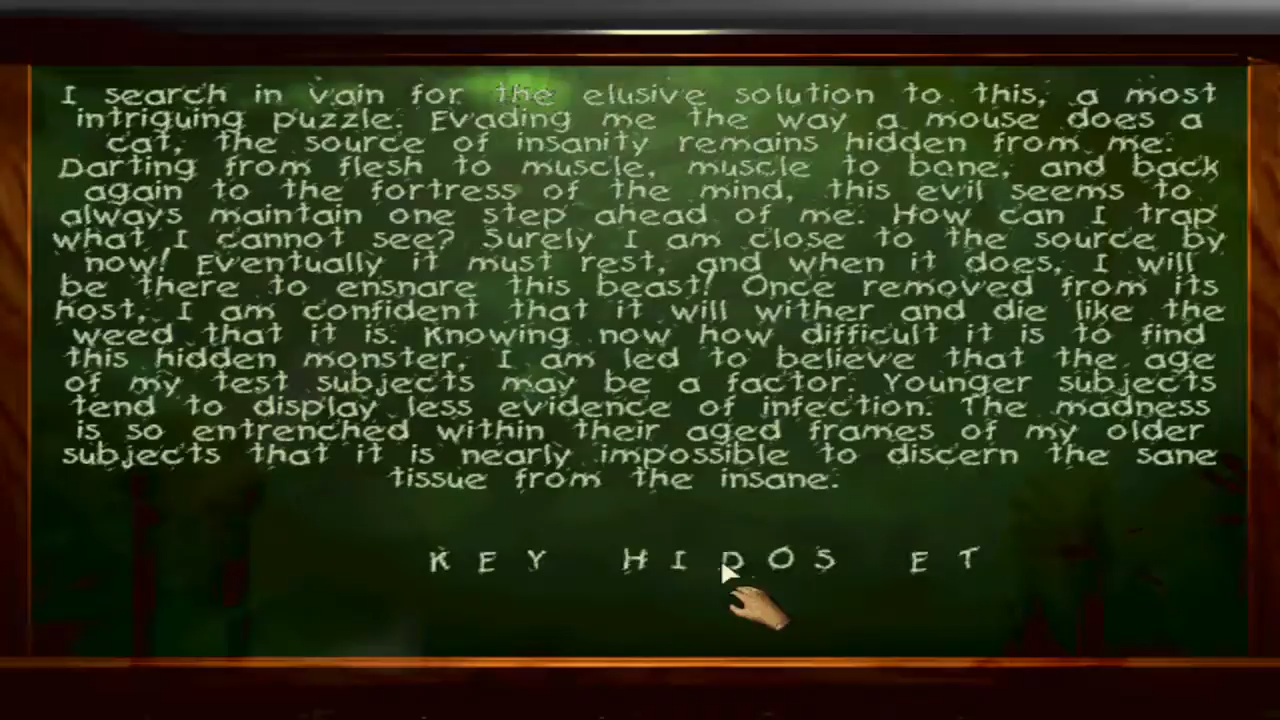 I search in vain for the elusive solution to this, a most
intriguing puzzle. Evading me the way a mouse does a
cat, the source of insanity remains hidden from me.
Darting from flesh to muscle, muscle to bone, and back
again to the fortress of the mind, this evil seems to
always maintain one step ahead of me. How can I trap
what I cannot see? Surely I am close to the source by
now! Eventually it must rest, and when it does, I will
be there to ensnare this beast! Once removed from its
host, I am confident that it will wither and die like the
weed that it is. Knowing now how difficult it is to find
this hidden monster, I am led to believe that the age
of my test subjects may be a factor. Younger subjects
tend to display less evidence of infection. The madness
is so entrenched within their aged frames of my older
subjects that it is nearly impossible to discern the sane
tissue from the insane.
KEY HIDOS ET